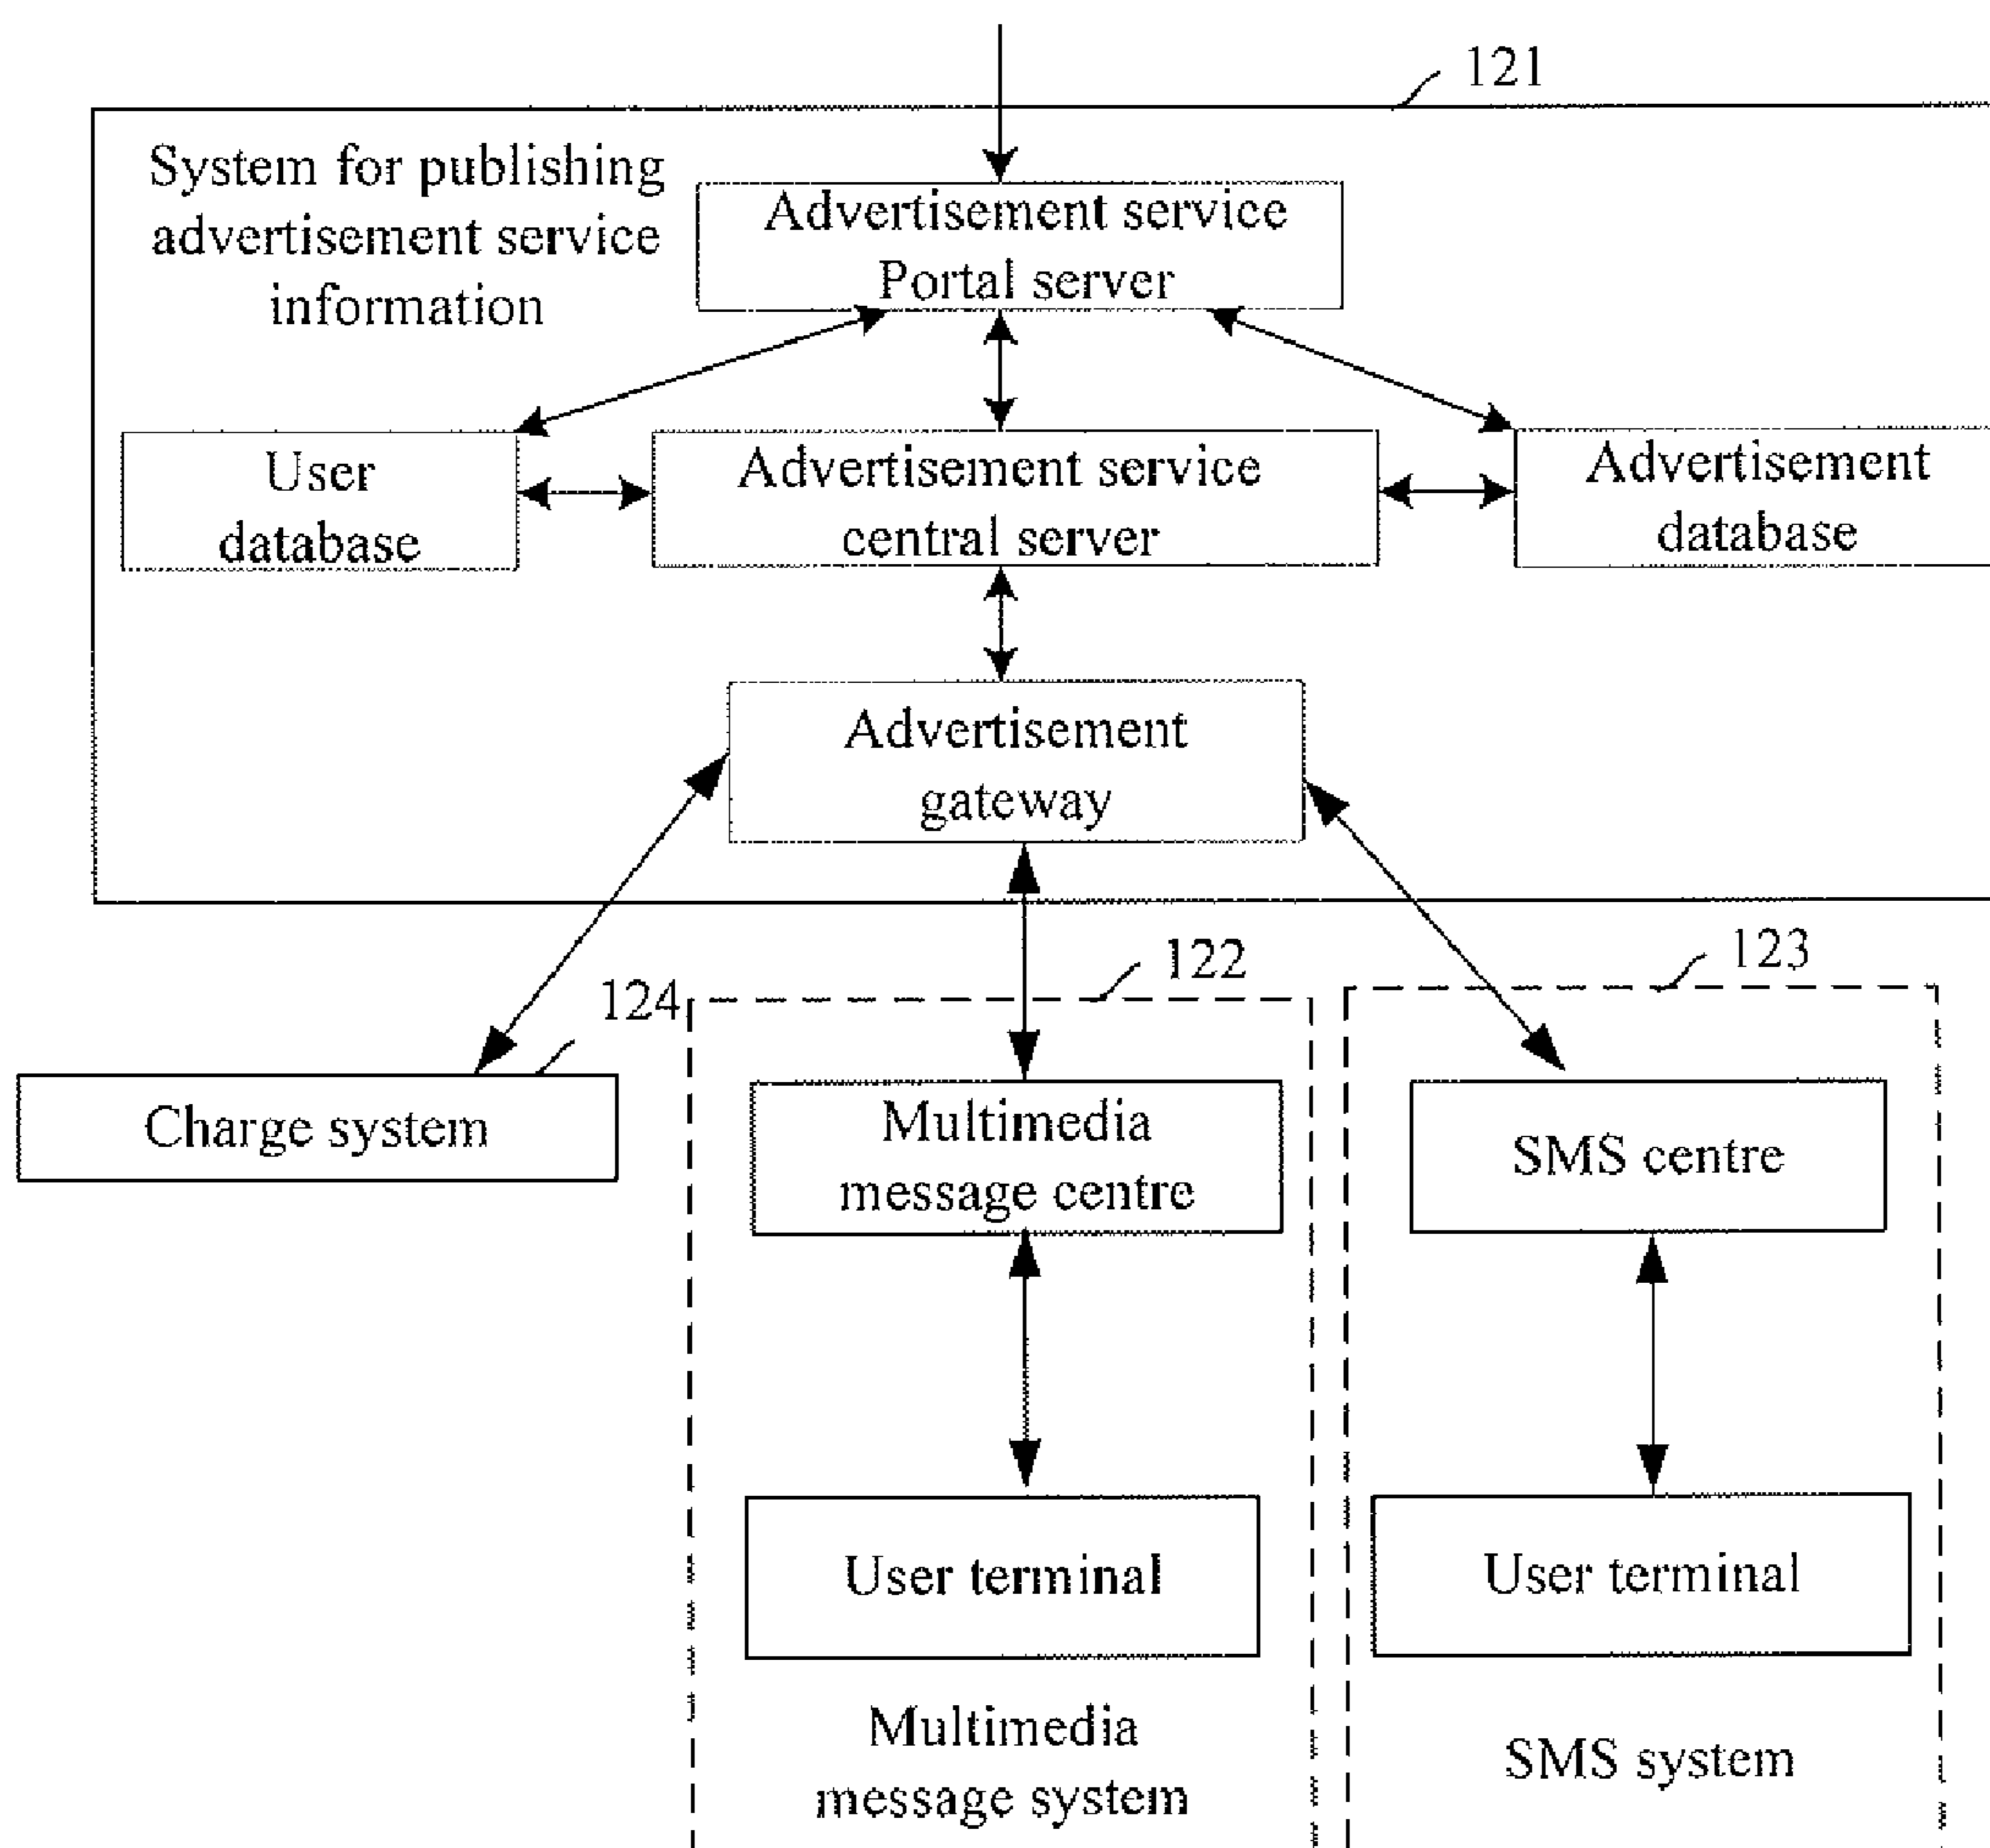 121
System for publishing
advertisement service
information
Advertisement service
Portal server
User
database
Advertisement service
central server
Advertisement
database
Advertisement
gateway
124
122
123
Charge system
Multimedia
message centre
SMS centre
User terminal
User terminal
Multimedia
message system
SMS system